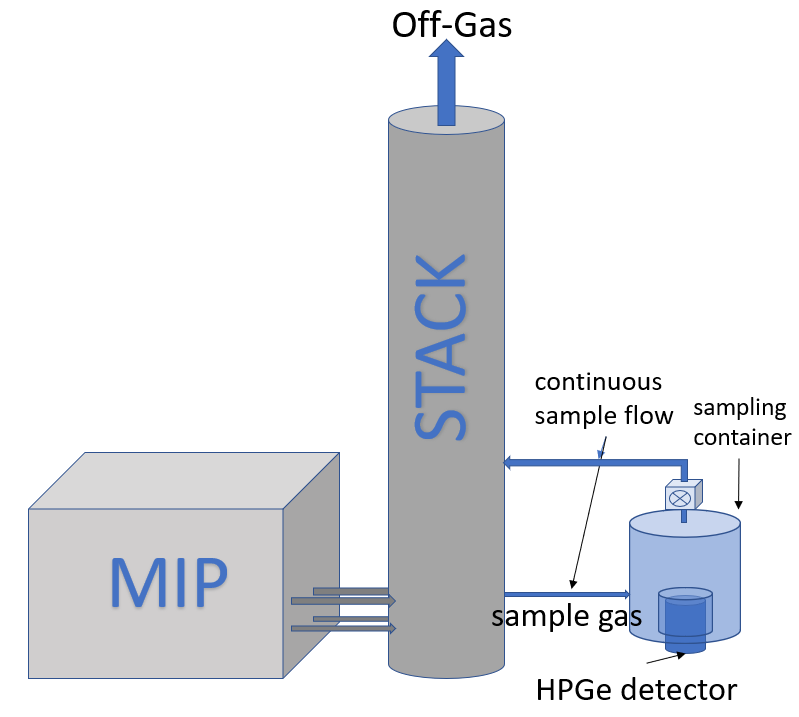 Off-Gas
STACK
continuous
sample flow
sampling
container
MIP
sample gas
HPGe detector